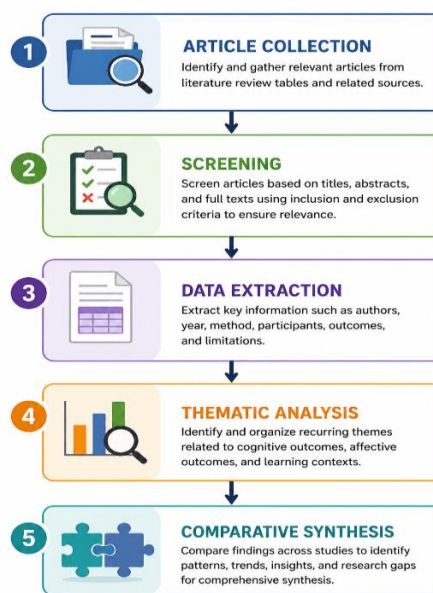 1
ARTICLE COLLECTION
Identify and gather relevant articles from
literature review tables and related sources.
2
SCREENING
Screen articles based on titles, abstracts,
and full texts using inclusion and exclusion
criteria to ensure relevance.
3
DATA EXTRACTION
Extract key information such as authors,
year, method, participants, outcomes,
and limitations.
4
THEMATIC ANALYSIS
Identify and organize recurring themes
related to cognitive outcomes, affective
outcomes, and learning contexts.
5
COMPARATIVE SYNTHESIS
Compare findings across studies to identify
patterns, trends, insights, and research gaps
for comprehensive synthesis.